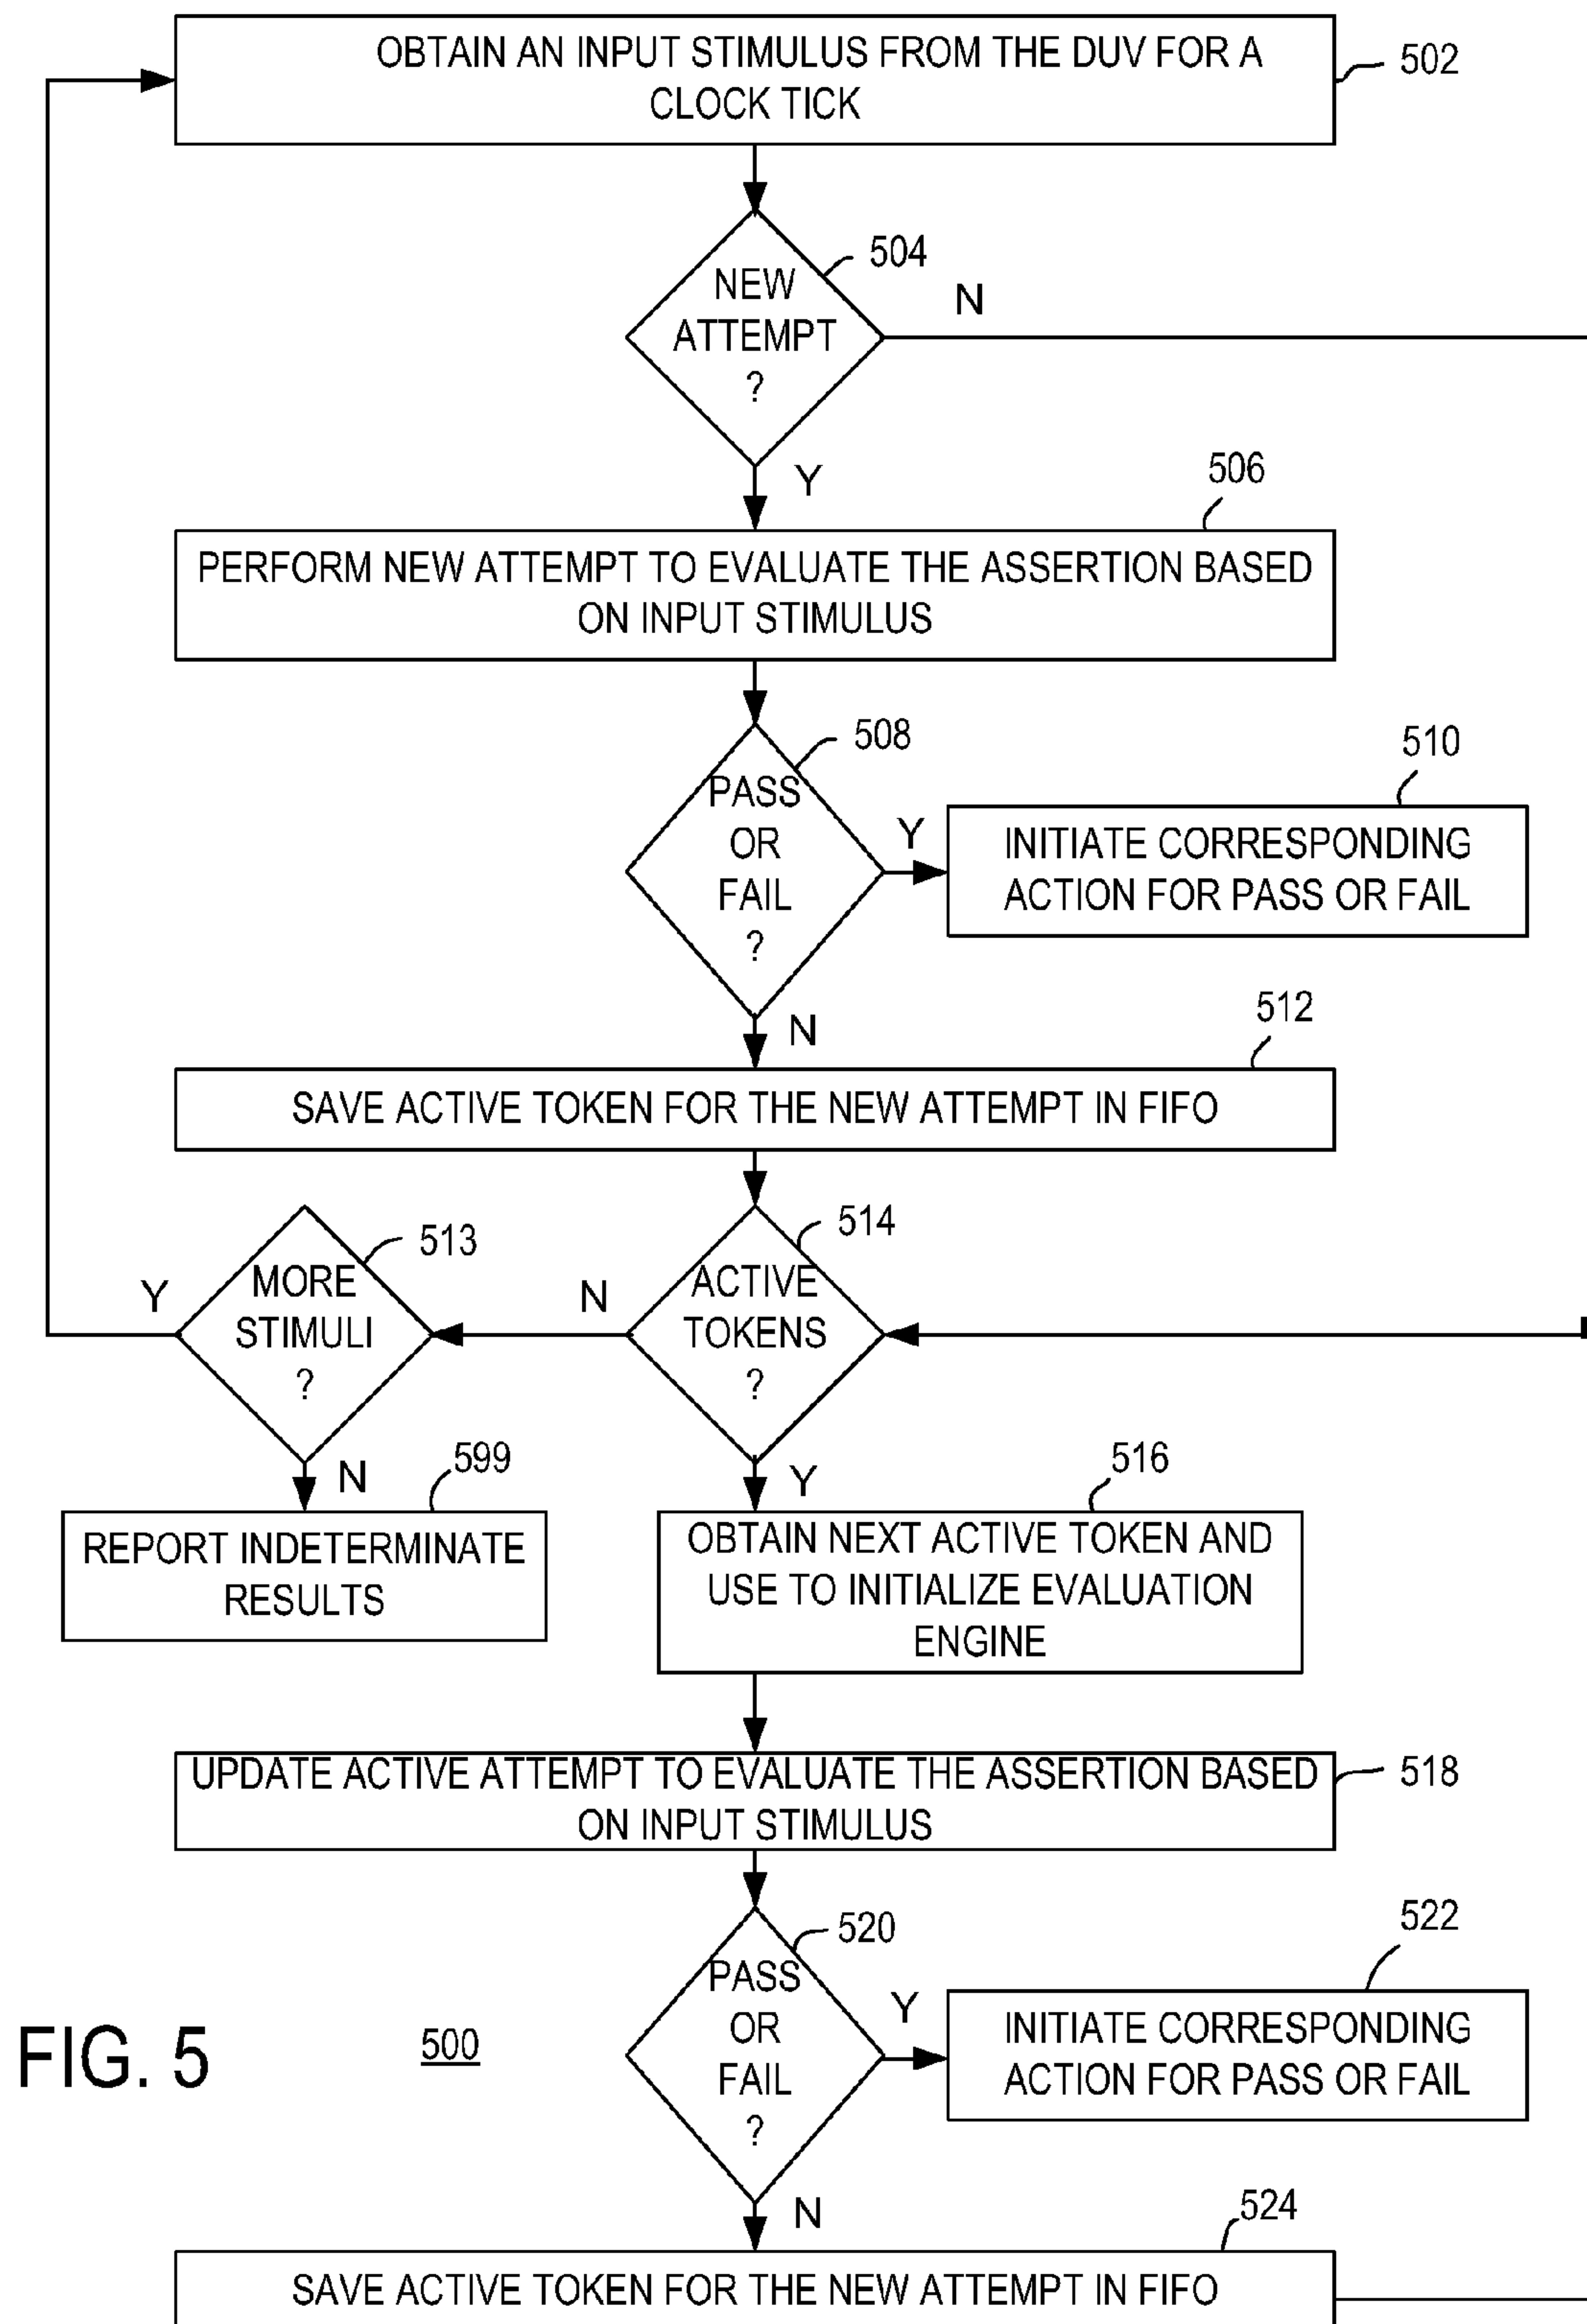 OBTAIN AN INPUT STIMULUS FROM THE DUV FOR A
CLOCK TICK
502
504
NEW
ATTEMPT
?
N
Y
506
PERFORM NEW ATTEMPT TO EVALUATE THE ASSERTION BASED
ON INPUT STIMULUS
508
PASS
OR
FAIL
?
Y
510
INITIATE CORRESPONDING
ACTION FOR PASS OR FAIL
N
512
SAVE ACTIVE TOKEN FOR THE NEW ATTEMPT IN FIFO
513
MORE
STIMULI
?
Y
N
514
ACTIVE
TOKENS
?
N
Y
599
REPORT INDETERMINATE
RESULTS
516
OBTAIN NEXT ACTIVE TOKEN AND
USE TO INITIALIZE EVALUATION
ENGINE
UPDATE ACTIVE ATTEMPT TO EVALUATE THE ASSERTION BASED
ON INPUT STIMULUS
518
520
PASS
OR
FAIL
?
Y
522
INITIATE CORRESPONDING
ACTION FOR PASS OR FAIL
FIG. 5
500
N
524
SAVE ACTIVE TOKEN FOR THE NEW ATTEMPT IN FIFO